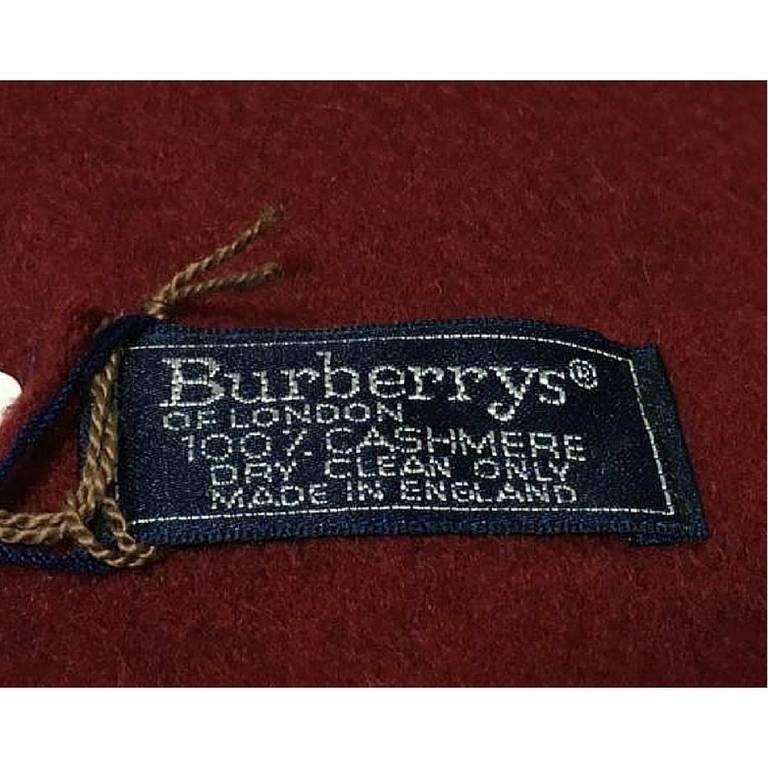 Burberrys®
OF LONDON
100% CASHMERE
DRY CLEAN ONLY
MADE IN ENGLAND